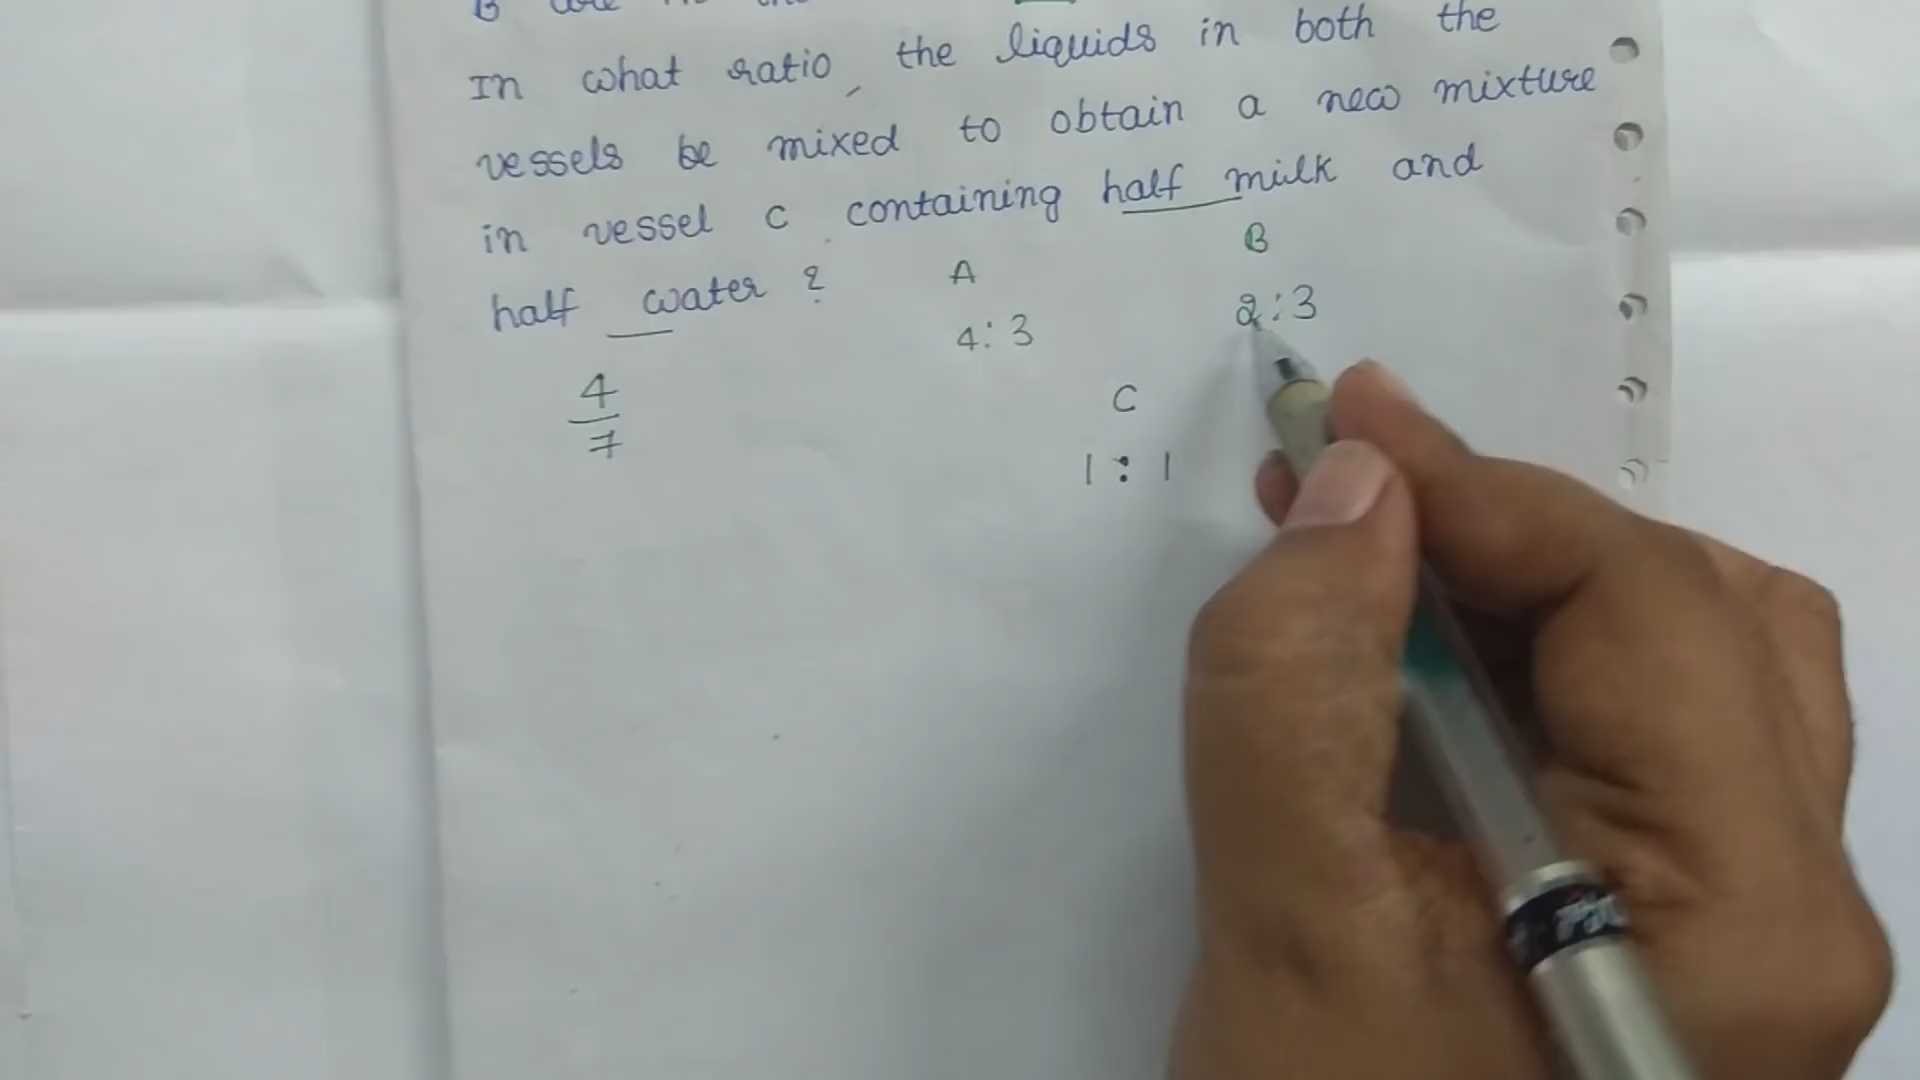 In what ratio, the liquids in both the
vessels be mixed to obtain a new mixture
in vessel C containing half milk and
half water ?
A
B
4 : 3
2 : 3
4
7
C
1 : 1